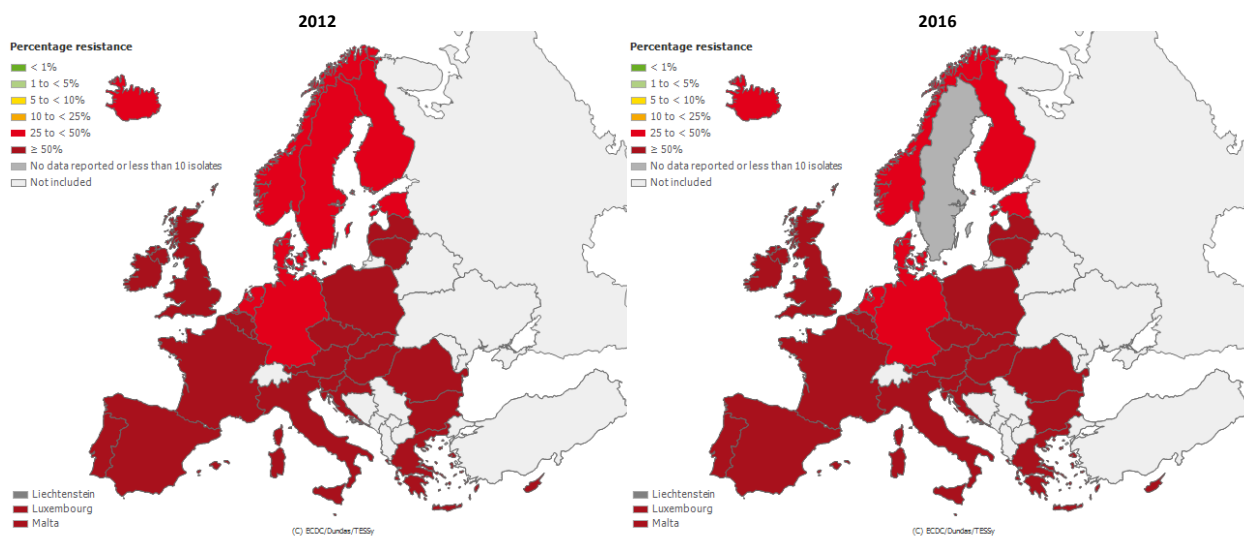 2012
Percentage resistance
< 1%
1 to < 5%
5 to < 10%
10 to < 25%
25 to < 50%
≥ 50%
No data reported or less than 10 isolates
Not included
Liechtenstein
Luxembourg
Malta
(C) ECDC/Dundas/TESSy
2016
Percentage resistance
< 1%
1 to < 5%
5 to < 10%
10 to < 25%
25 to < 50%
≥ 50%
No data reported or less than 10 isolates
Not included
Liechtenstein
Luxembourg
Malta
(C) ECDC/Dundas/TESSy